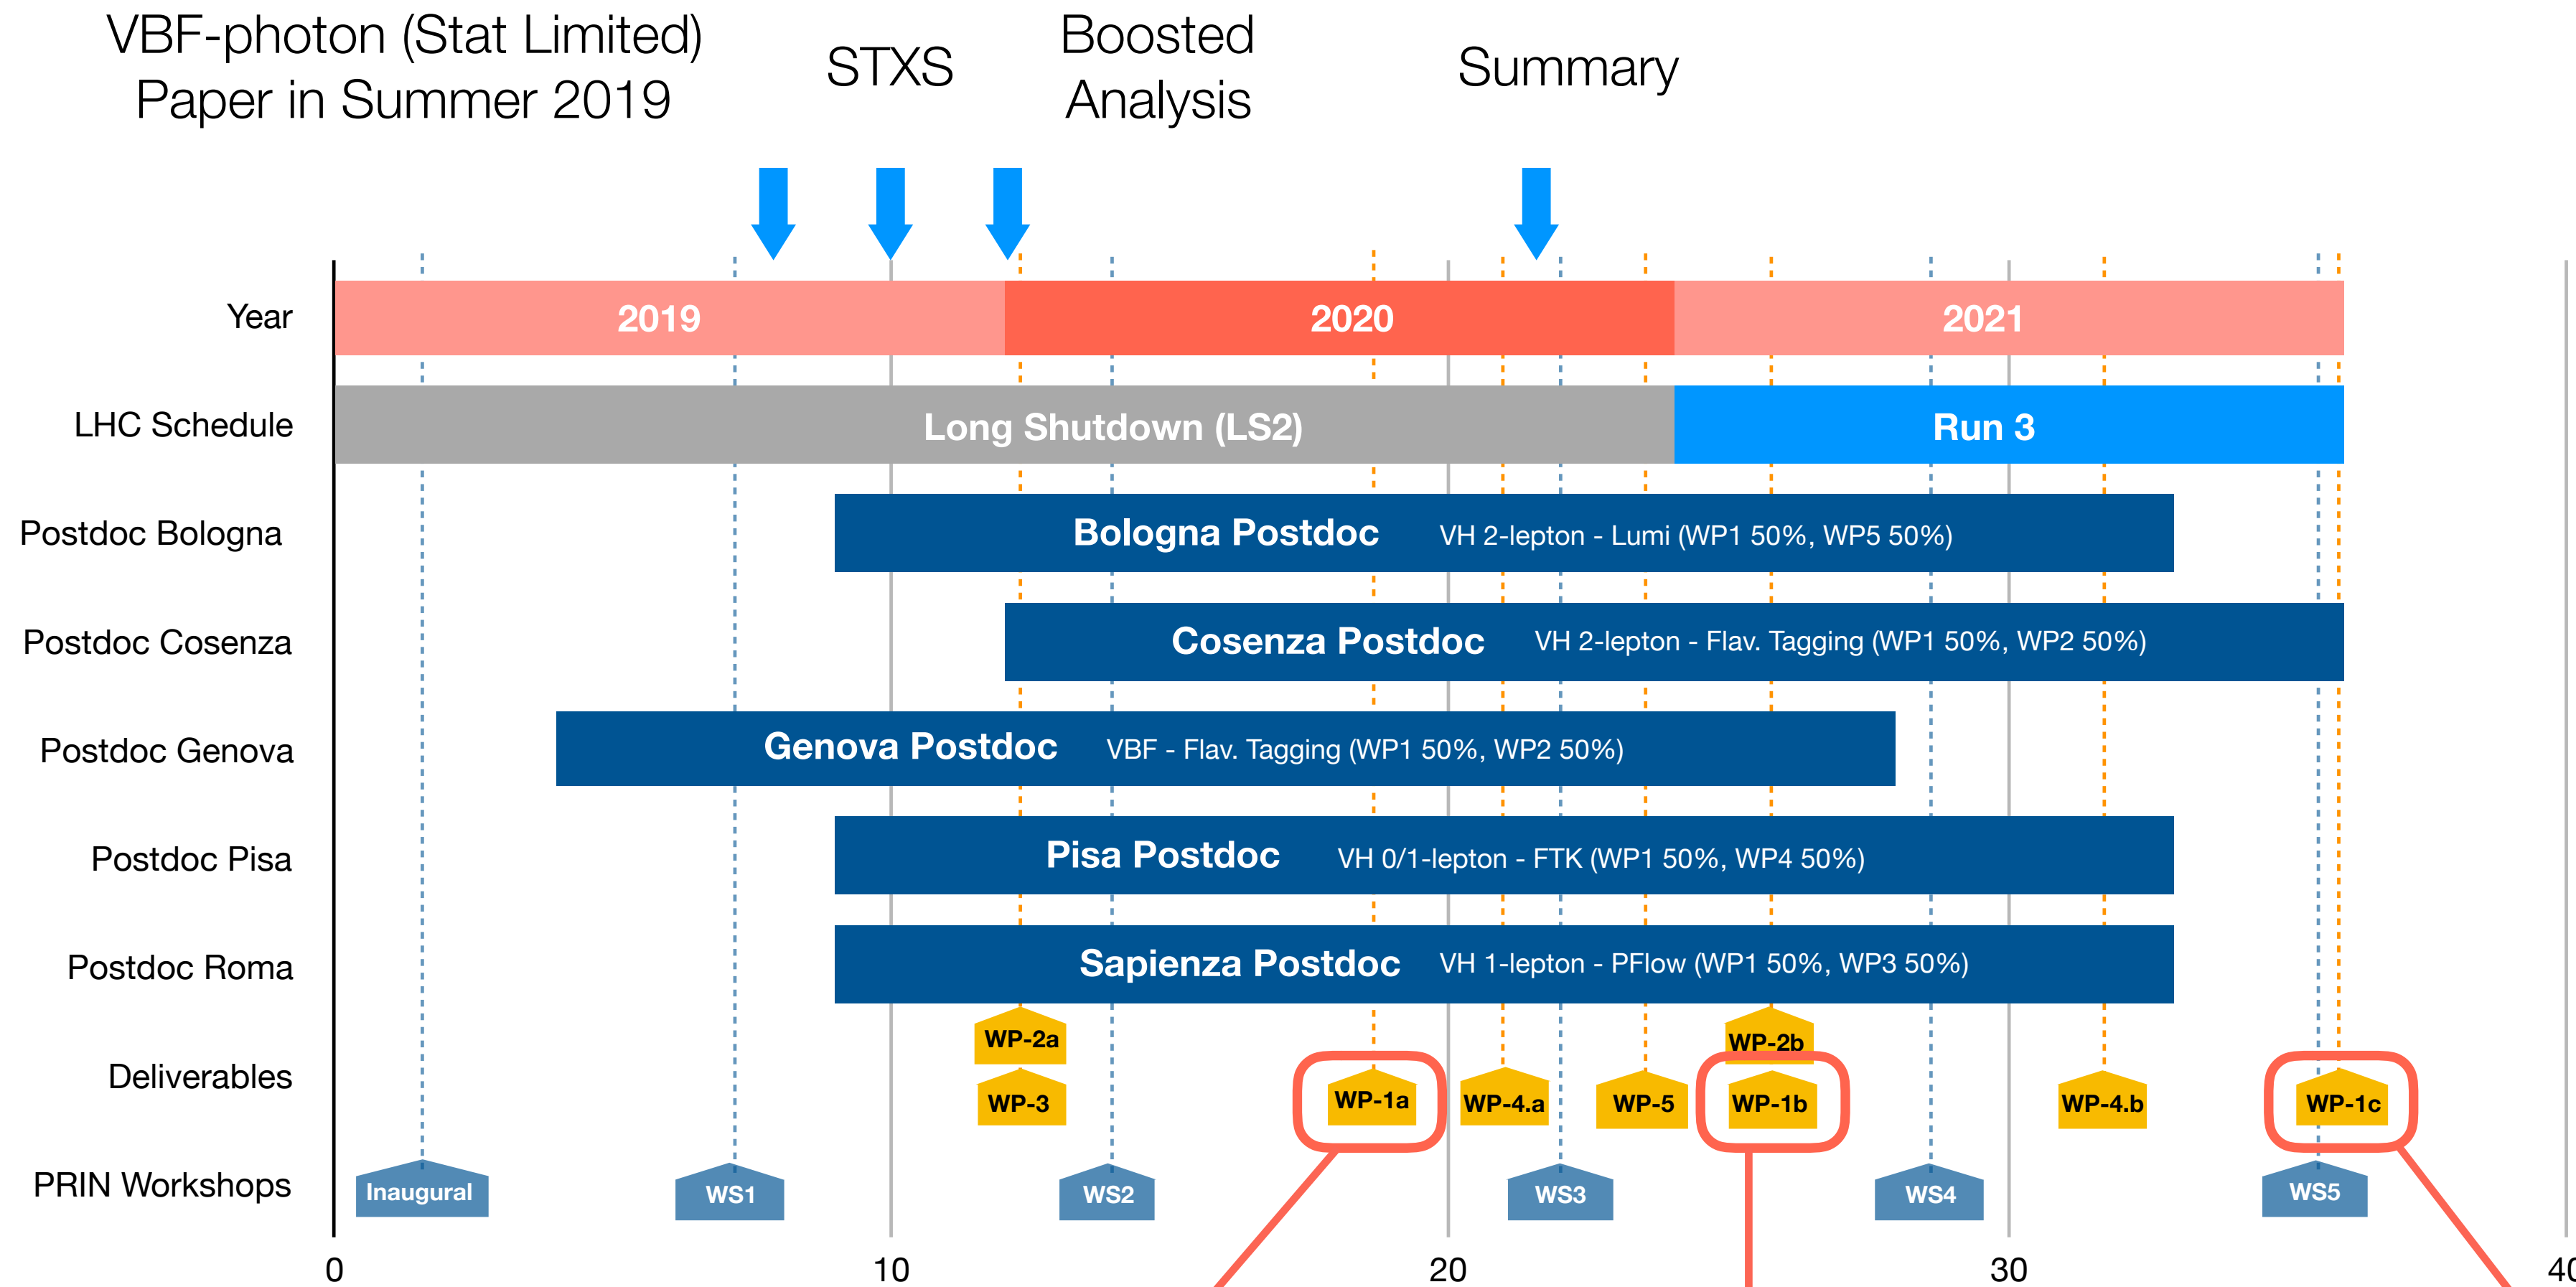 VBF-photon (Stat Limited)
Paper in Summer 2019
STXS
Boosted
Analysis
Summary
Year
2019
2020
2021
LHC Schedule
Long Shutdown (LS2)
Run 3
Postdoc Bologna
Bologna Postdoc VH 2-lepton - Lumi (WP1 50%, WP5 50%)
Postdoc Cosenza
Cosenza Postdoc VH 2-lepton - Flav. Tagging (WP1 50%, WP2 50%)
Postdoc Genova
Genova Postdoc VBF - Flav. Tagging (WP1 50%, WP2 50%)
Postdoc Pisa
Pisa Postdoc VH 0/1-lepton - FTK (WP1 50%, WP4 50%)
Postdoc Roma
Sapienza Postdoc VH 1-lepton - PFlow (WP1 50%, WP3 50%)
Deliverables
WP-2a
WP-2b
WP-3
WP-1a
WP-4.a
WP-5
WP-1b
WP-4.b
WP-1c
PRIN Workshops
Inaugural
WS1
WS2
WS3
WS4
WS5
0
10
20
30
40